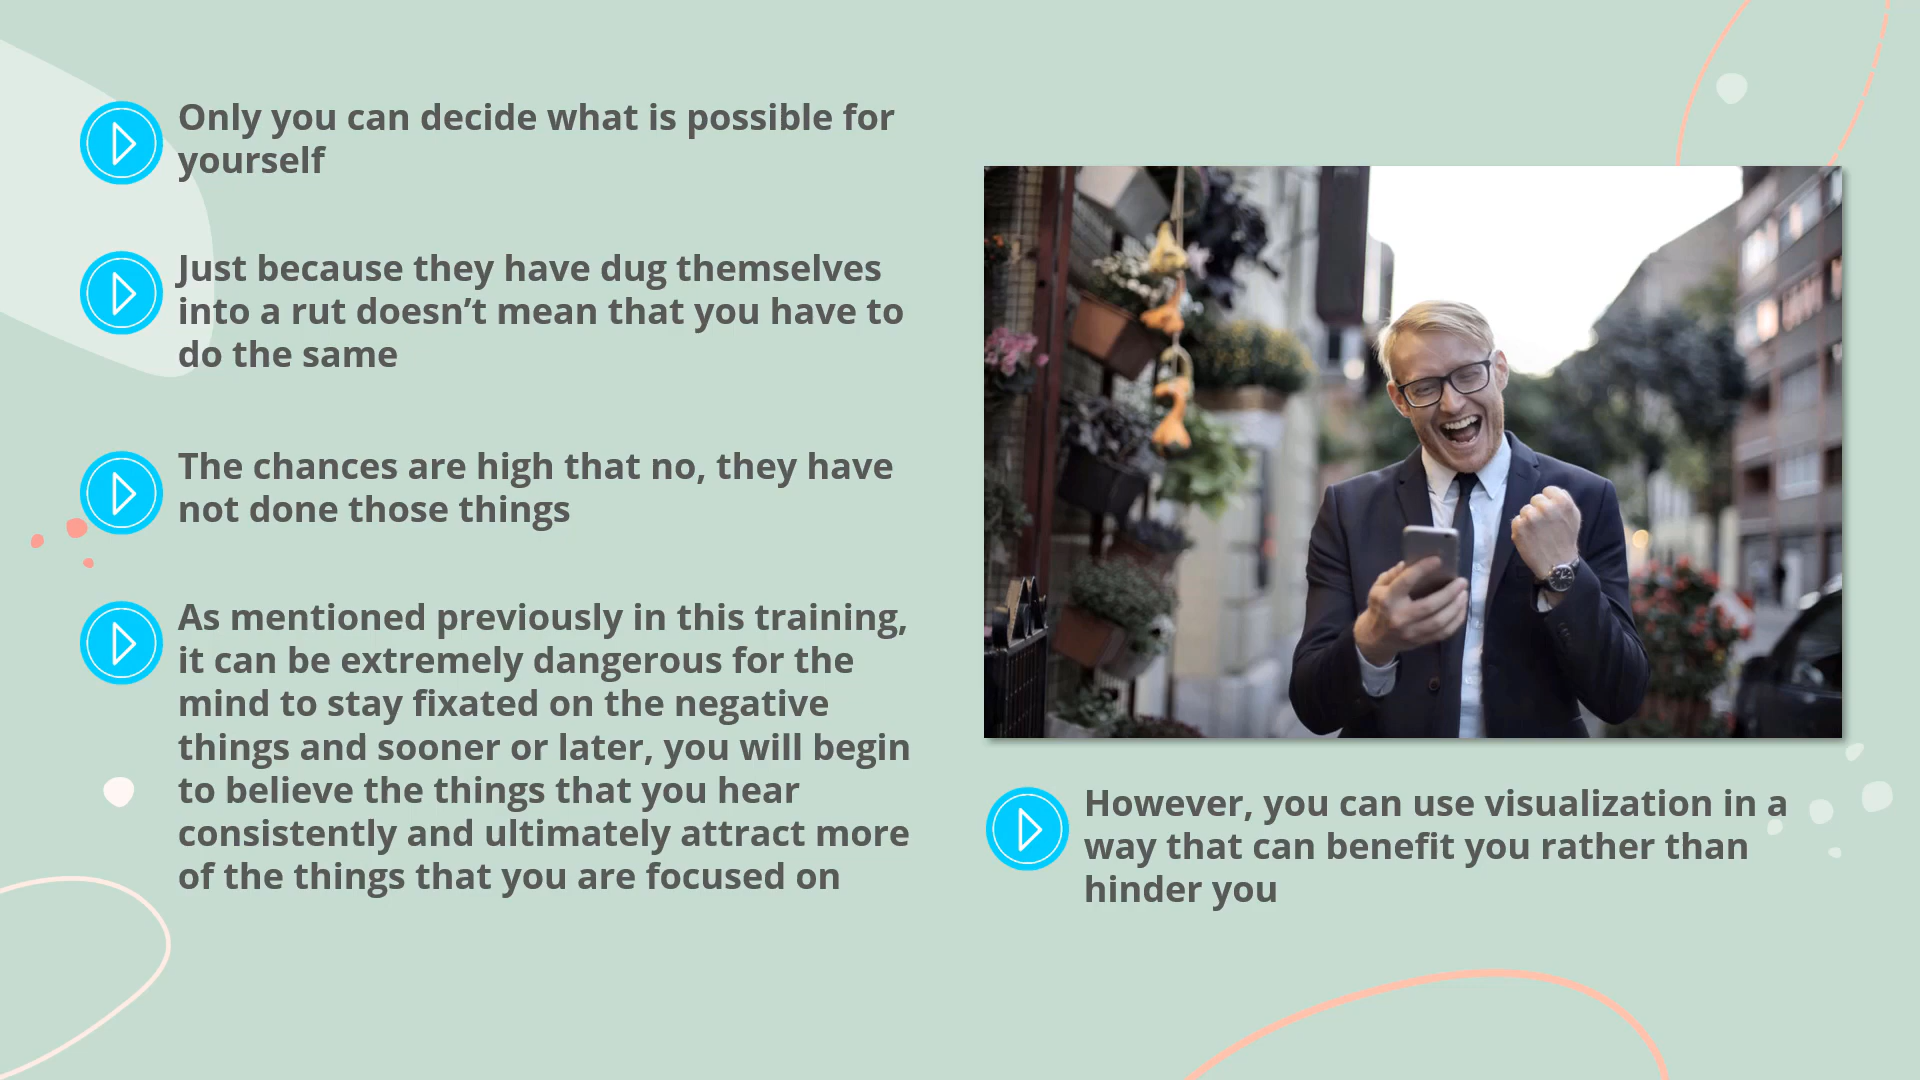 Only you can decide what is possible for
yourself
Just because they have dug themselves
into a rut doesn’t mean that you have to
do the same
The chances are high that no, they have
not done those things
As mentioned previously in this training,
it can be extremely dangerous for the
mind to stay fixated on the negative
things and sooner or later, you will begin
to believe the things that you hear
consistently and ultimately attract more
of the things that you are focused on
However, you can use visualization in a
way that can benefit you rather than
hinder you